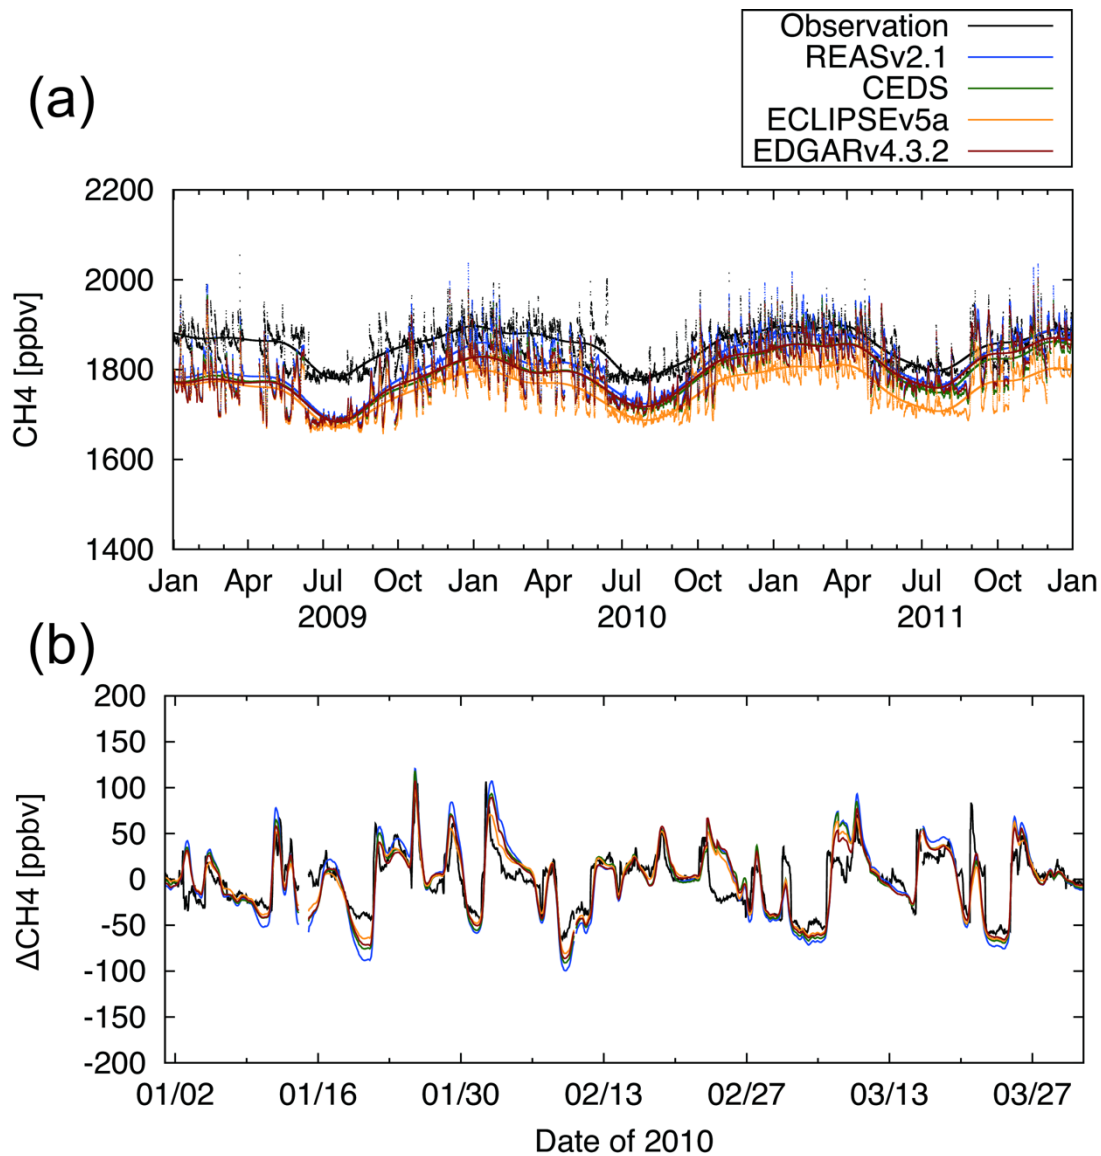 Observation
REASv2.1
CEDS
ECLIPSEv5a
EDGARv4.3.2
(a)
2200
2000
1800
1600
1400
CH4 [ppbv]
Jan Apr Jul Oct Jan Apr Jul Oct Jan Apr Jul Oct Jan
2009 2010 2011
(b)
200
150
100
50
0
-50
-100
-150
-200
ΔCH4 [ppbv]
01/02 01/16 01/30 02/13 02/27 03/13 03/27
Date of 2010